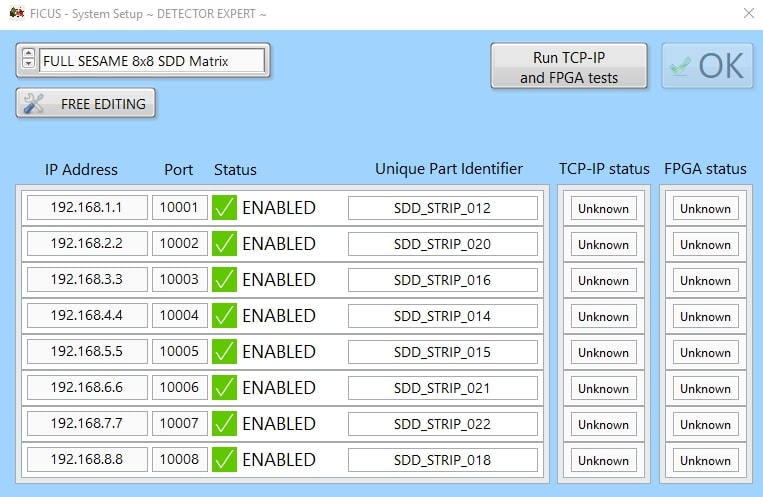 FICUS - System Setup ~ DETECTOR EXPERT ~
FULL SESAME 8x8 SDD Matrix
Run TCP-IP
and FPGA tests
OK
FREE EDITING
IP Address Port Status Unique Part Identifier TCP-IP status FPGA status
192.168.1.1 10001 ENABLED SDD_STRIP_012 Unknown Unknown
192.168.2.2 10002 ENABLED SDD_STRIP_020 Unknown Unknown
192.168.3.3 10003 ENABLED SDD_STRIP_016 Unknown Unknown
192.168.4.4 10004 ENABLED SDD_STRIP_014 Unknown Unknown
192.168.5.5 10005 ENABLED SDD_STRIP_015 Unknown Unknown
192.168.6.6 10006 ENABLED SDD_STRIP_021 Unknown Unknown
192.168.7.7 10007 ENABLED SDD_STRIP_022 Unknown Unknown
192.168.8.8 10008 ENABLED SDD_STRIP_018 Unknown Unknown